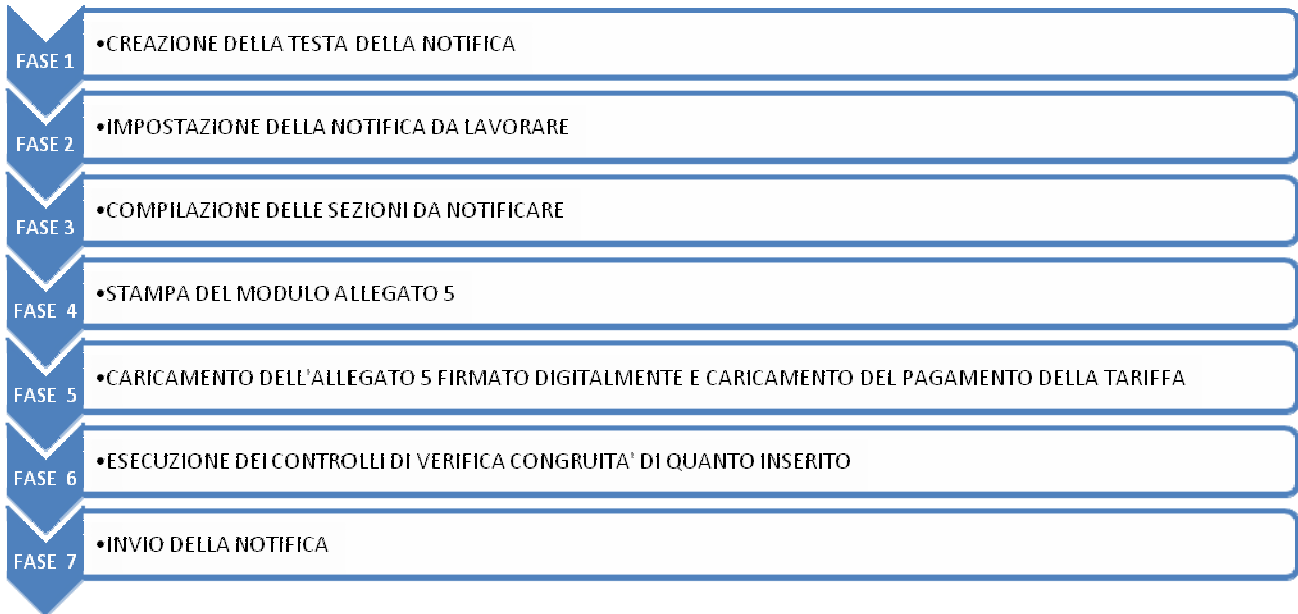 FASE 1
•CREAZIONE DELLA TESTA DELLA NOTIFICA
FASE 2
•IMPOSTAZIONE DELLA NOTIFICA DA LAVORARE
FASE 3
•COMPILAZIONE DELLE SEZIONI DA NOTIFICARE
FASE 4
•STAMPA DEL MODULO ALLEGATO 5
FASE 5
•CARICAMENTO DELL'ALLEGATO 5 FIRMATO DIGITALMENTE E CARICAMENTO DEL PAGAMENTO DELLA TARIFFA
FASE 6
•ESECUZIONE DEI CONTROLLI DI VERIFICA CONGRUITA' DI QUANTO INSERITO
FASE 7
•INVIO DELLA NOTIFICA